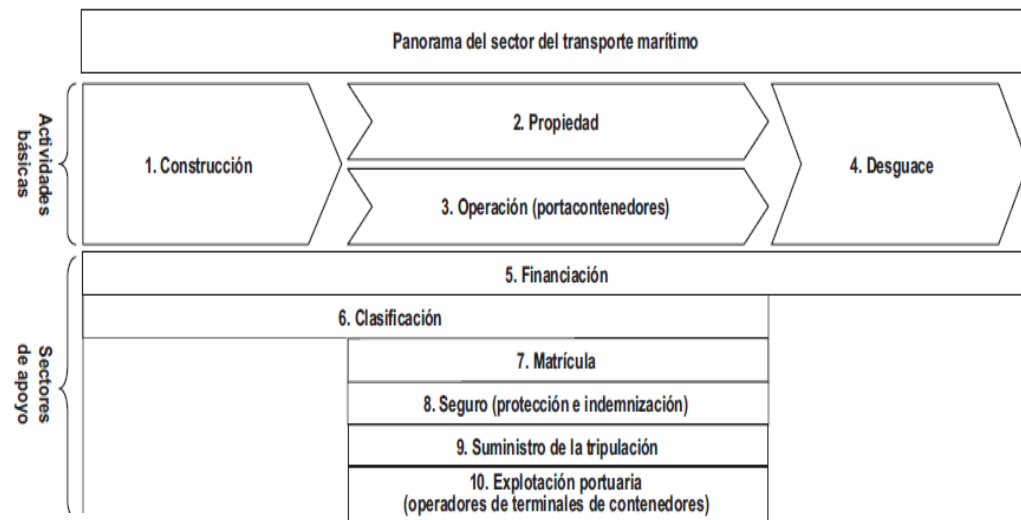 Panorama del sector del transporte marítimo
Actividades
básicas
1. Construcción
2. Propiedad
3. Operación (portacontenedores)
4. Desguace
Sectores
de apoyo
5. Financiación
6. Clasificación
7. Matrícula
8. Seguro (protección e indemnización)
9. Suministro de la tripulación
10. Explotación portuaria
(operadores de terminales de contenedores)